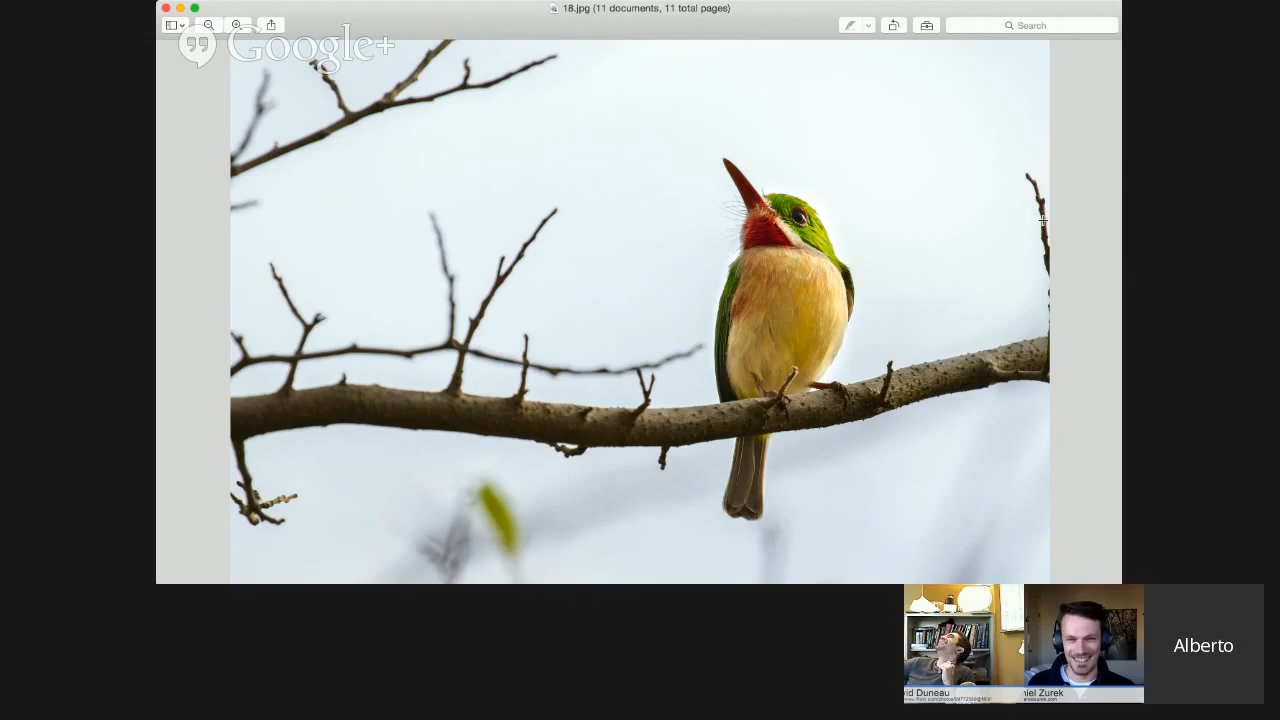 18.jpg (11 documents, 11 total pages)
Search
Google+
vid Duneau
niel Zurek
Alberto